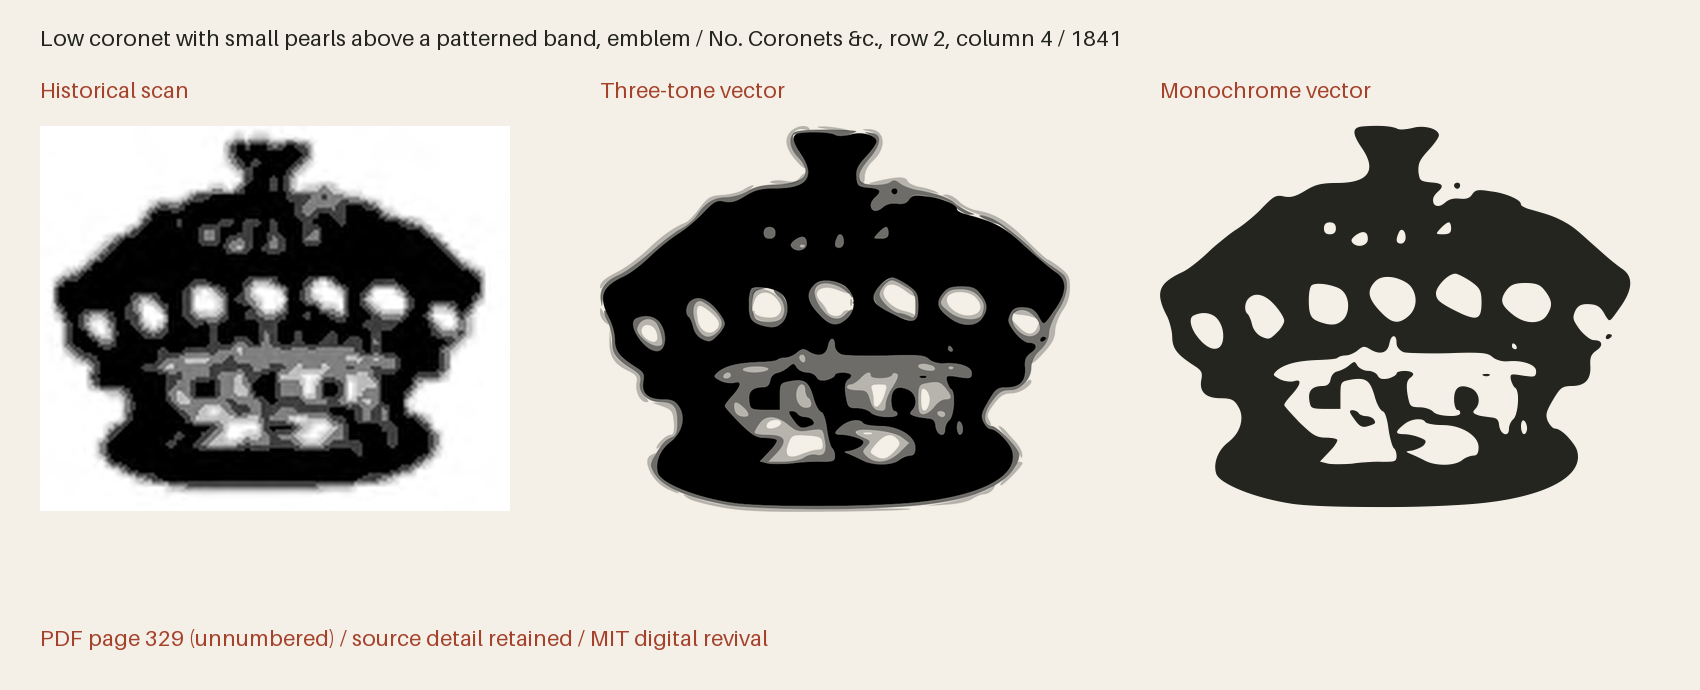 Low coronet with small pearls above a patterned band, emblem / No. Coronets &c., row 2, column 4 / 1841
Historical scan
Three-tone vector
Monochrome vector
PDF page 329 (unnumbered) / source detail retained / MIT digital revival